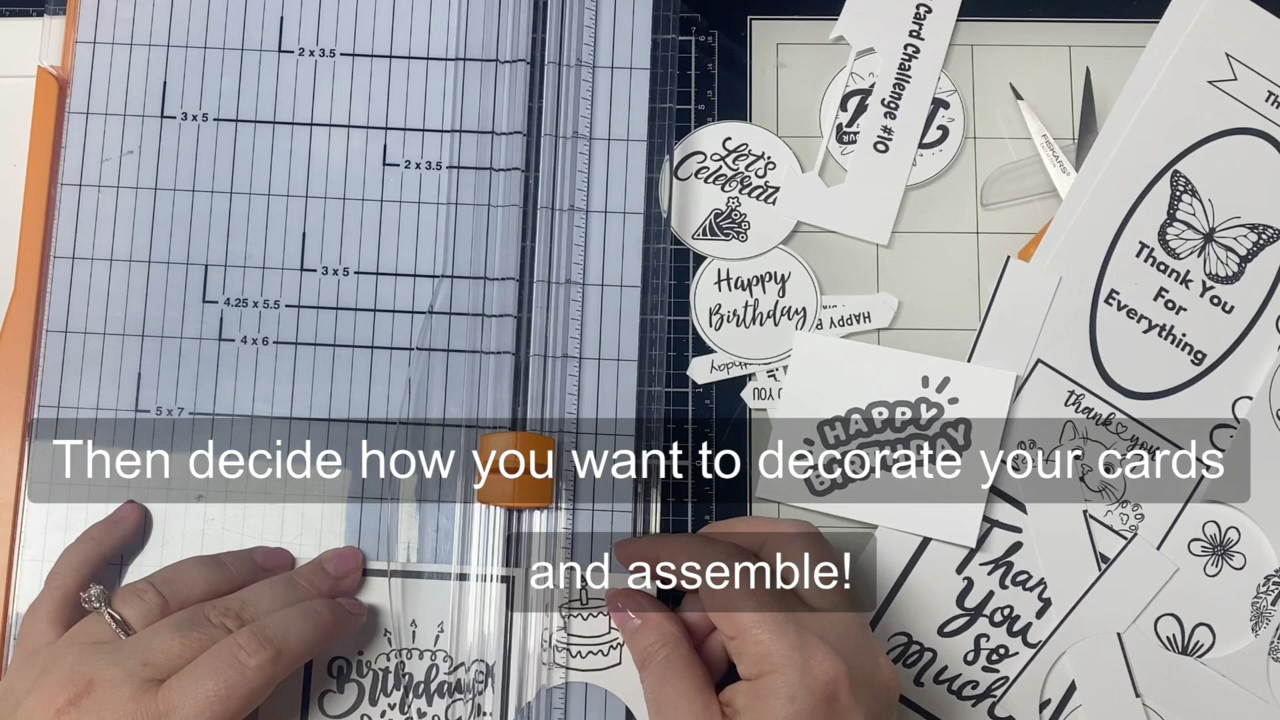 2 x 3.5
3 x 5
2 x 3.5
3 x 5
4.25 x 5.5
4 x 6
5 x 7
Card Challenge #10
Let's
Celebrat
Happy
Birthday
HAPPY
HAPPY
BIRTHDAY
FISKARS
Thank You
For
Everything
thank you
Thank
You
so
Much
Birthday
Then decide how you want to decorate your cards
and assemble!